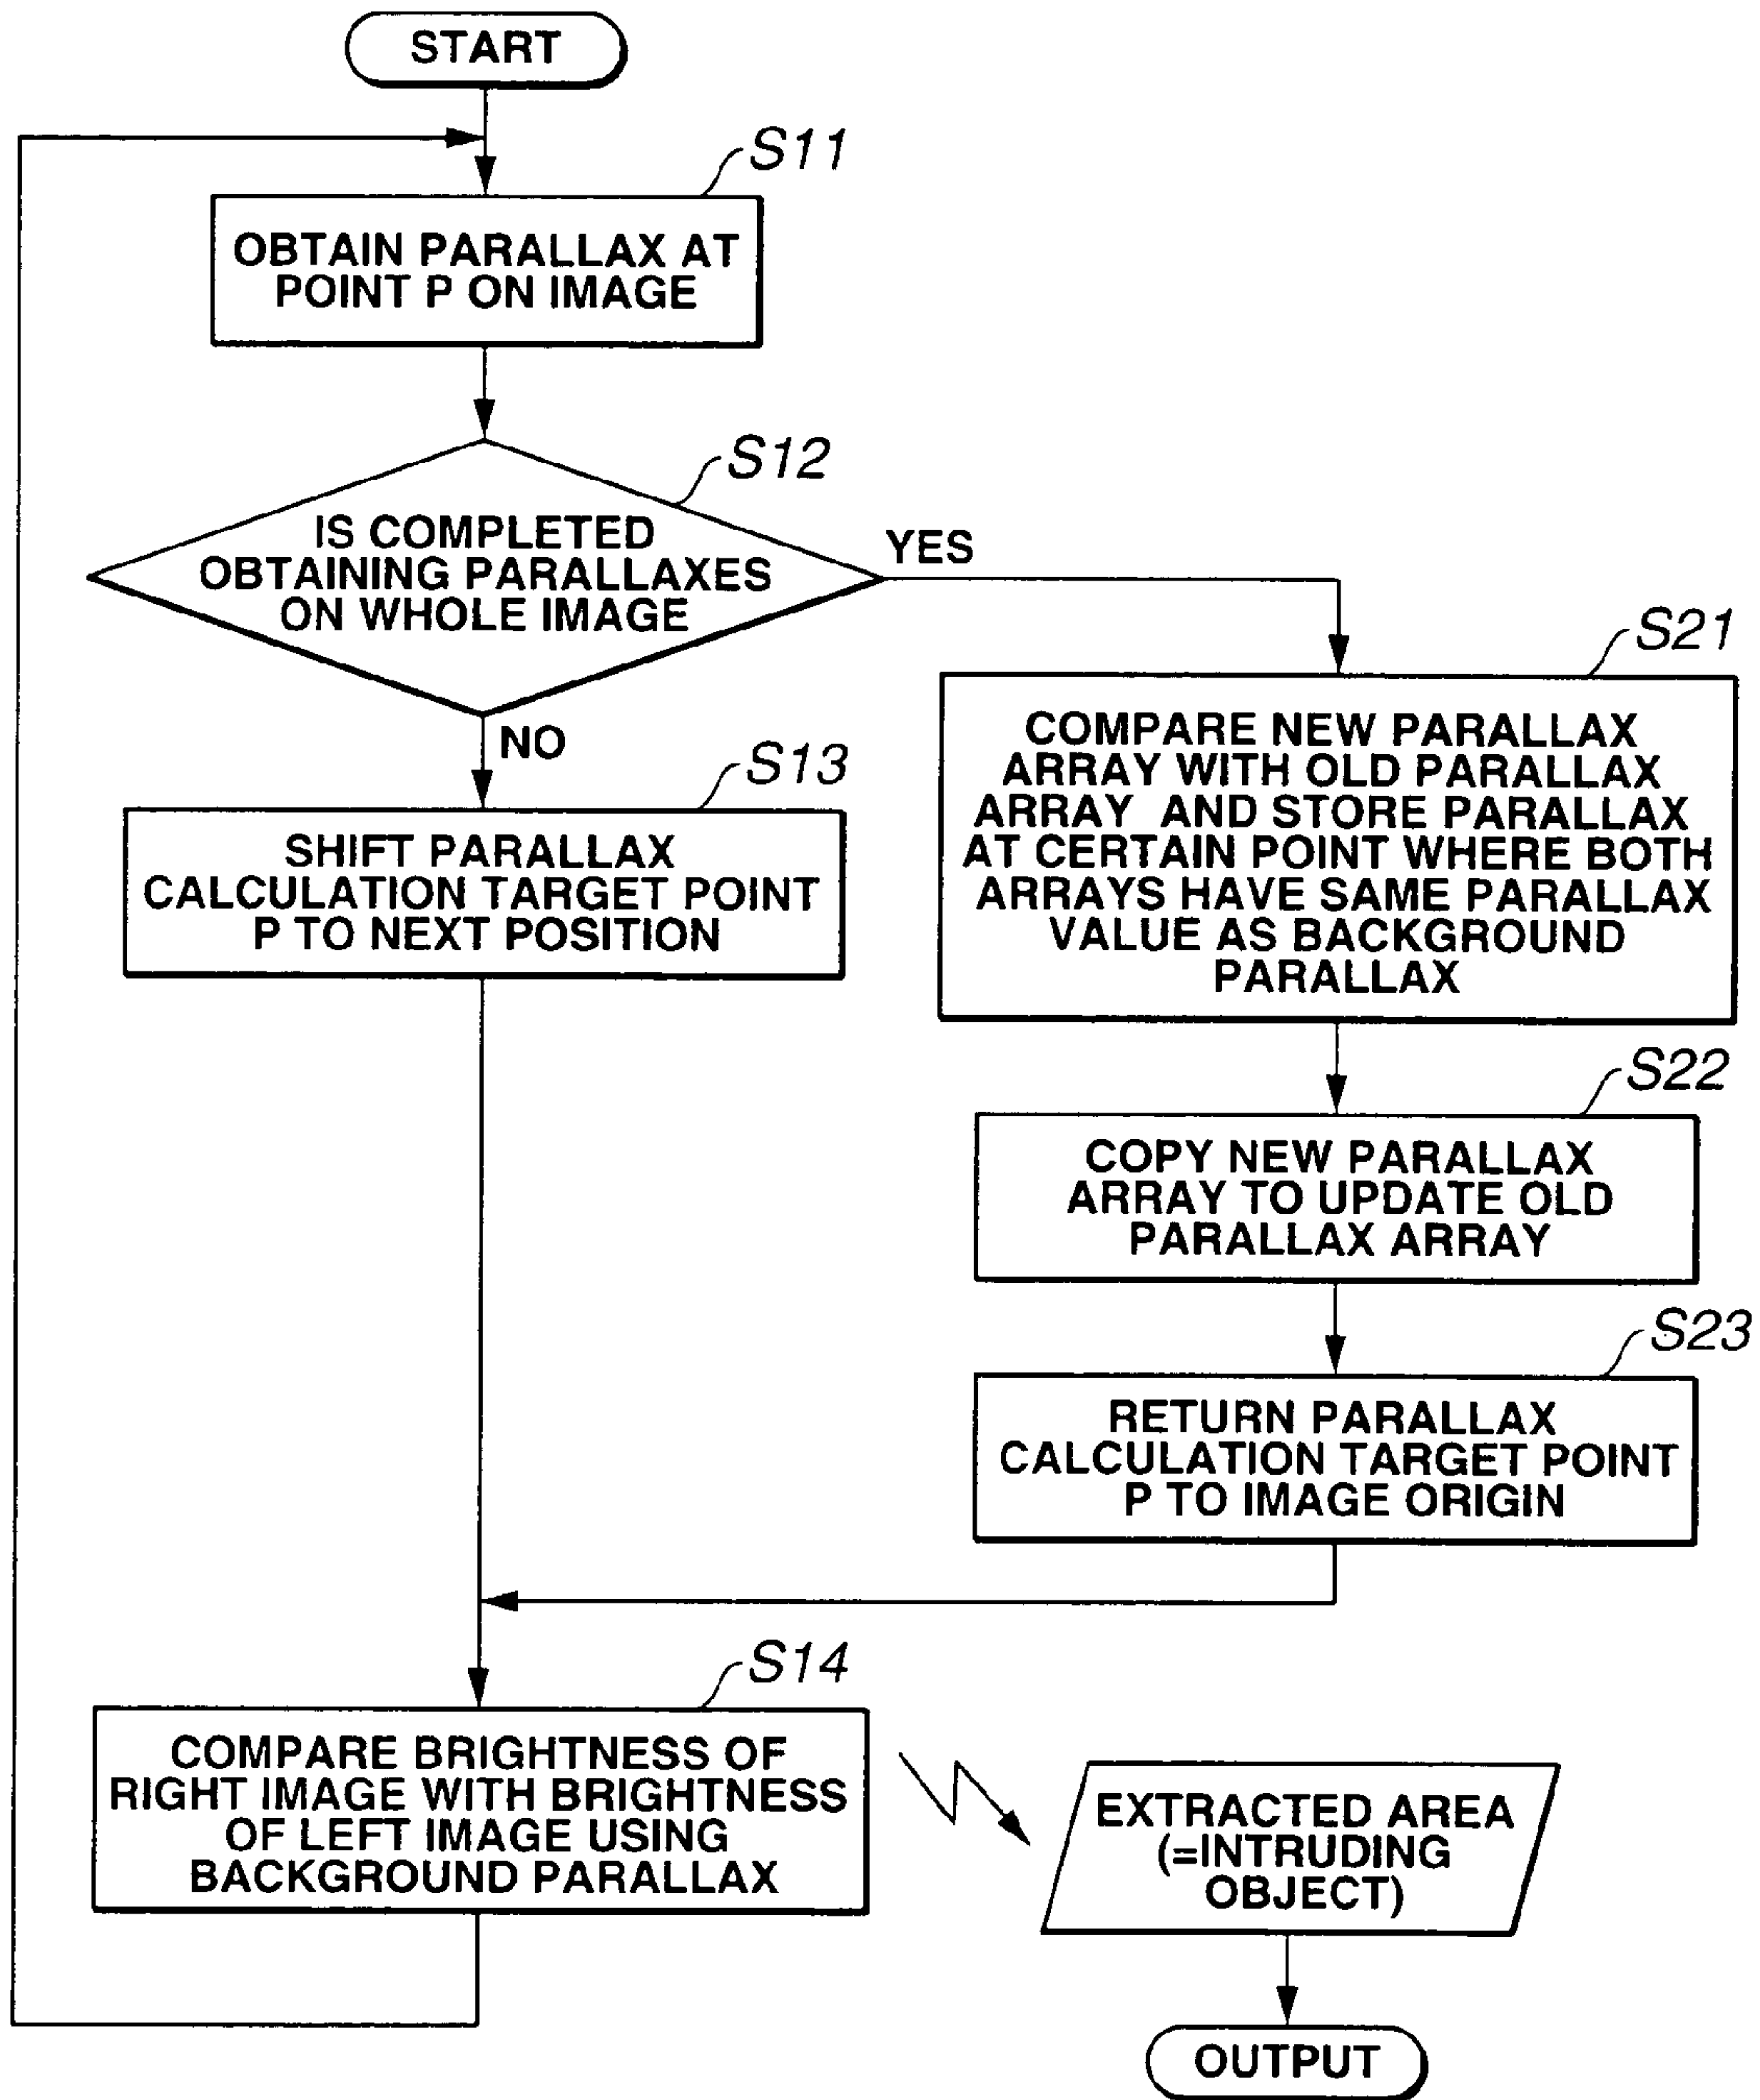 START
S11
OBTAIN PARALLAX AT
POINT P ON IMAGE
S12
IS COMPLETED
OBTAINING PARALLAXES
ON WHOLE IMAGE
YES
NO
S13
SHIFT PARALLAX
CALCULATION TARGET POINT
P TO NEXT POSITION
S21
COMPARE NEW PARALLAX
ARRAY WITH OLD PARALLAX
ARRAY AND STORE PARALLAX
AT CERTAIN POINT WHERE BOTH
ARRAYS HAVE SAME PARALLAX
VALUE AS BACKGROUND
PARALLAX
S22
COPY NEW PARALLAX
ARRAY TO UPDATE OLD
PARALLAX ARRAY
S23
RETURN PARALLAX
CALCULATION TARGET POINT
P TO IMAGE ORIGIN
S14
COMPARE BRIGHTNESS OF
RIGHT IMAGE WITH BRIGHTNESS
OF LEFT IMAGE USING
BACKGROUND PARALLAX
EXTRACTED AREA
(=INTRUDING
OBJECT)
OUTPUT